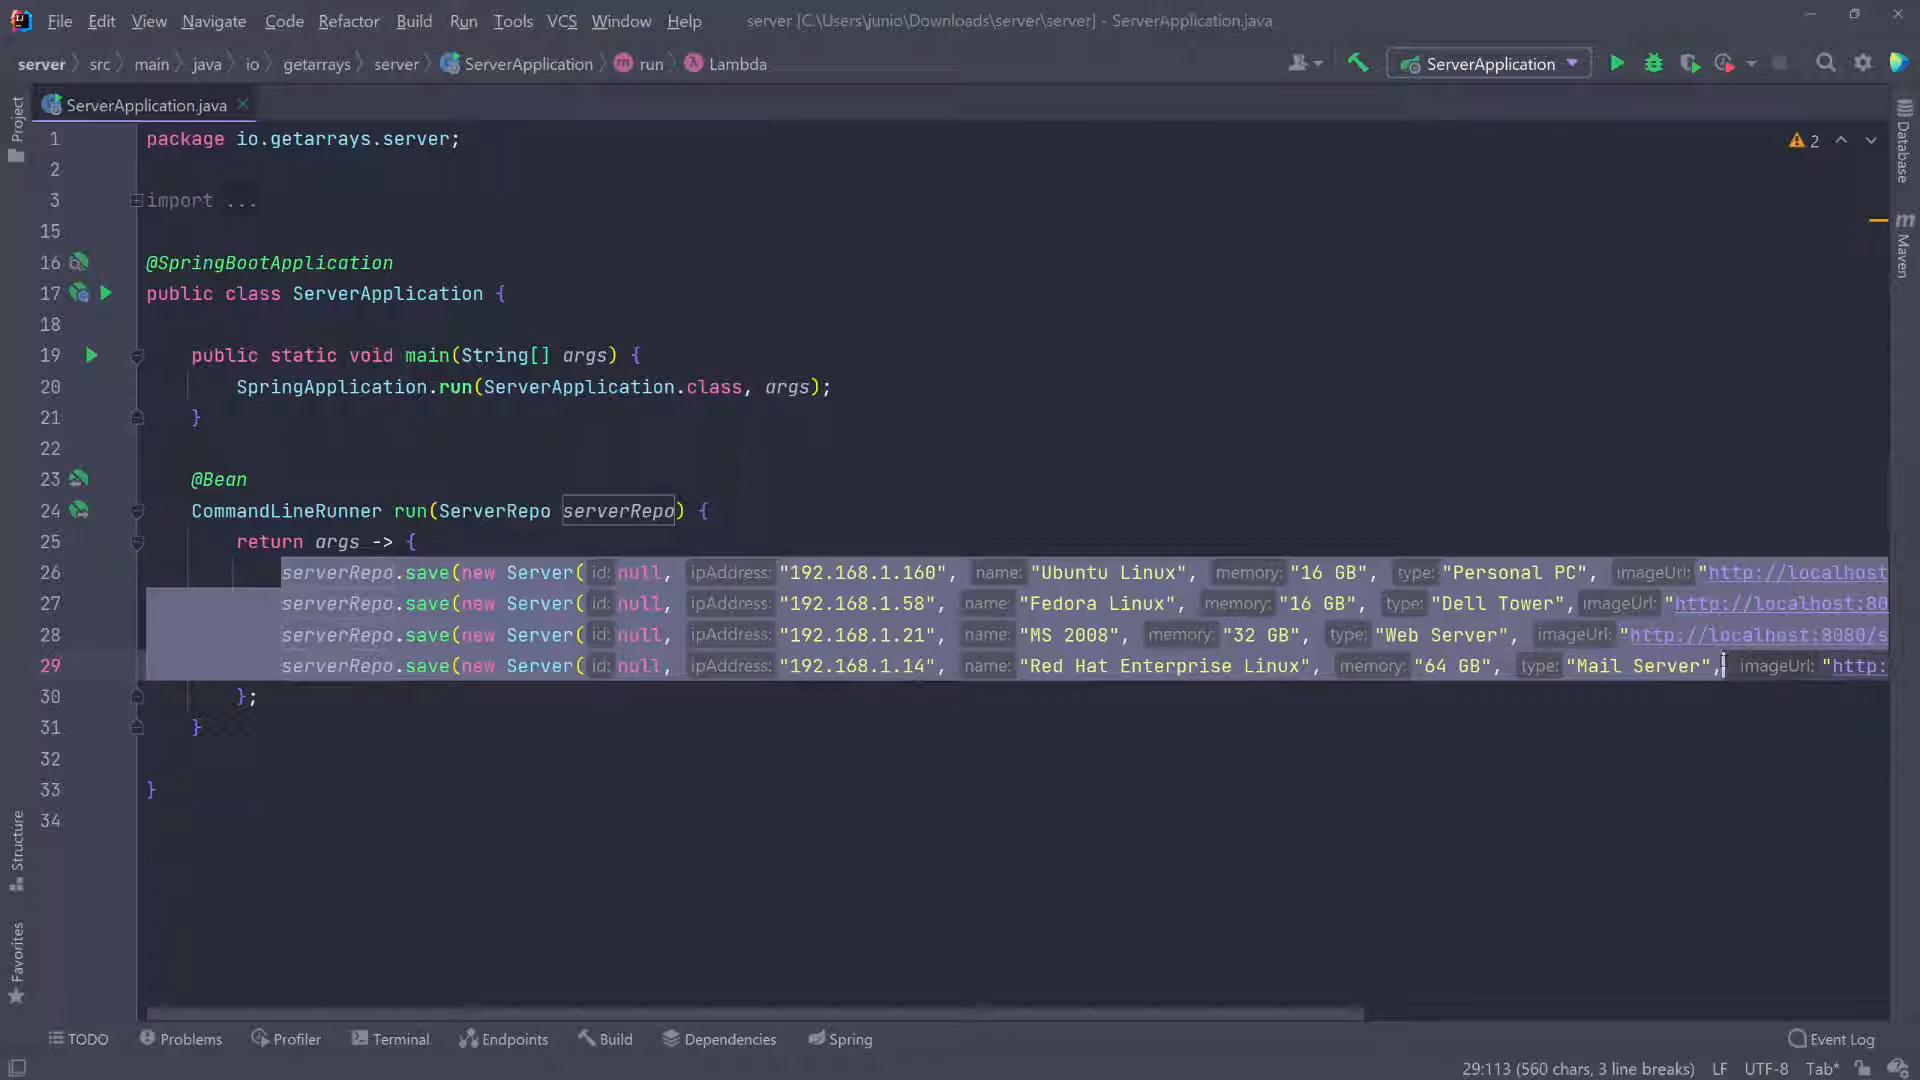 File Edit View Navigate Code Refactor Build Run Tools VCS Window Help server [C:\Users\junio\Downloads\server\server] - ServerApplication.java
server src main java io getarrays server ServerApplication m run λ Lambda ServerApplication
ServerApplication.java
Project
Database
Maven
Structure
Favorites
1 package io.getarrays.server;
2
2
3 import ...
15
16 @SpringBootApplication
17 public class ServerApplication {
18
19 public static void main(String[] args) {
20 SpringApplication.run(ServerApplication.class, args);
21 }
22
23 @Bean
24 CommandLineRunner run(ServerRepo serverRepo) {
25 return args -> {
26 serverRepo.save(new Server( id: null, ipAddress: "192.168.1.160", name: "Ubuntu Linux", memory: "16 GB", type: "Personal PC", imageUrl: "http://localhost
27 serverRepo.save(new Server( id: null, ipAddress: "192.168.1.58", name: "Fedora Linux", memory: "16 GB", type: "Dell Tower", imageUrl: "http://localhost:80
28 serverRepo.save(new Server( id: null, ipAddress: "192.168.1.21", name: "MS 2008", memory: "32 GB", type: "Web Server", imageUrl: "http://localhost:8080/s
29 serverRepo.save(new Server( id: null, ipAddress: "192.168.1.14", name: "Red Hat Enterprise Linux", memory: "64 GB", type: "Mail Server", imageUrl: "http:
30 };
31 }
32
33 }
34
TODO Problems Profiler Terminal Endpoints Build Dependencies Spring Event Log
29:113 (560 chars, 3 line breaks) LF UTF-8 Tab*